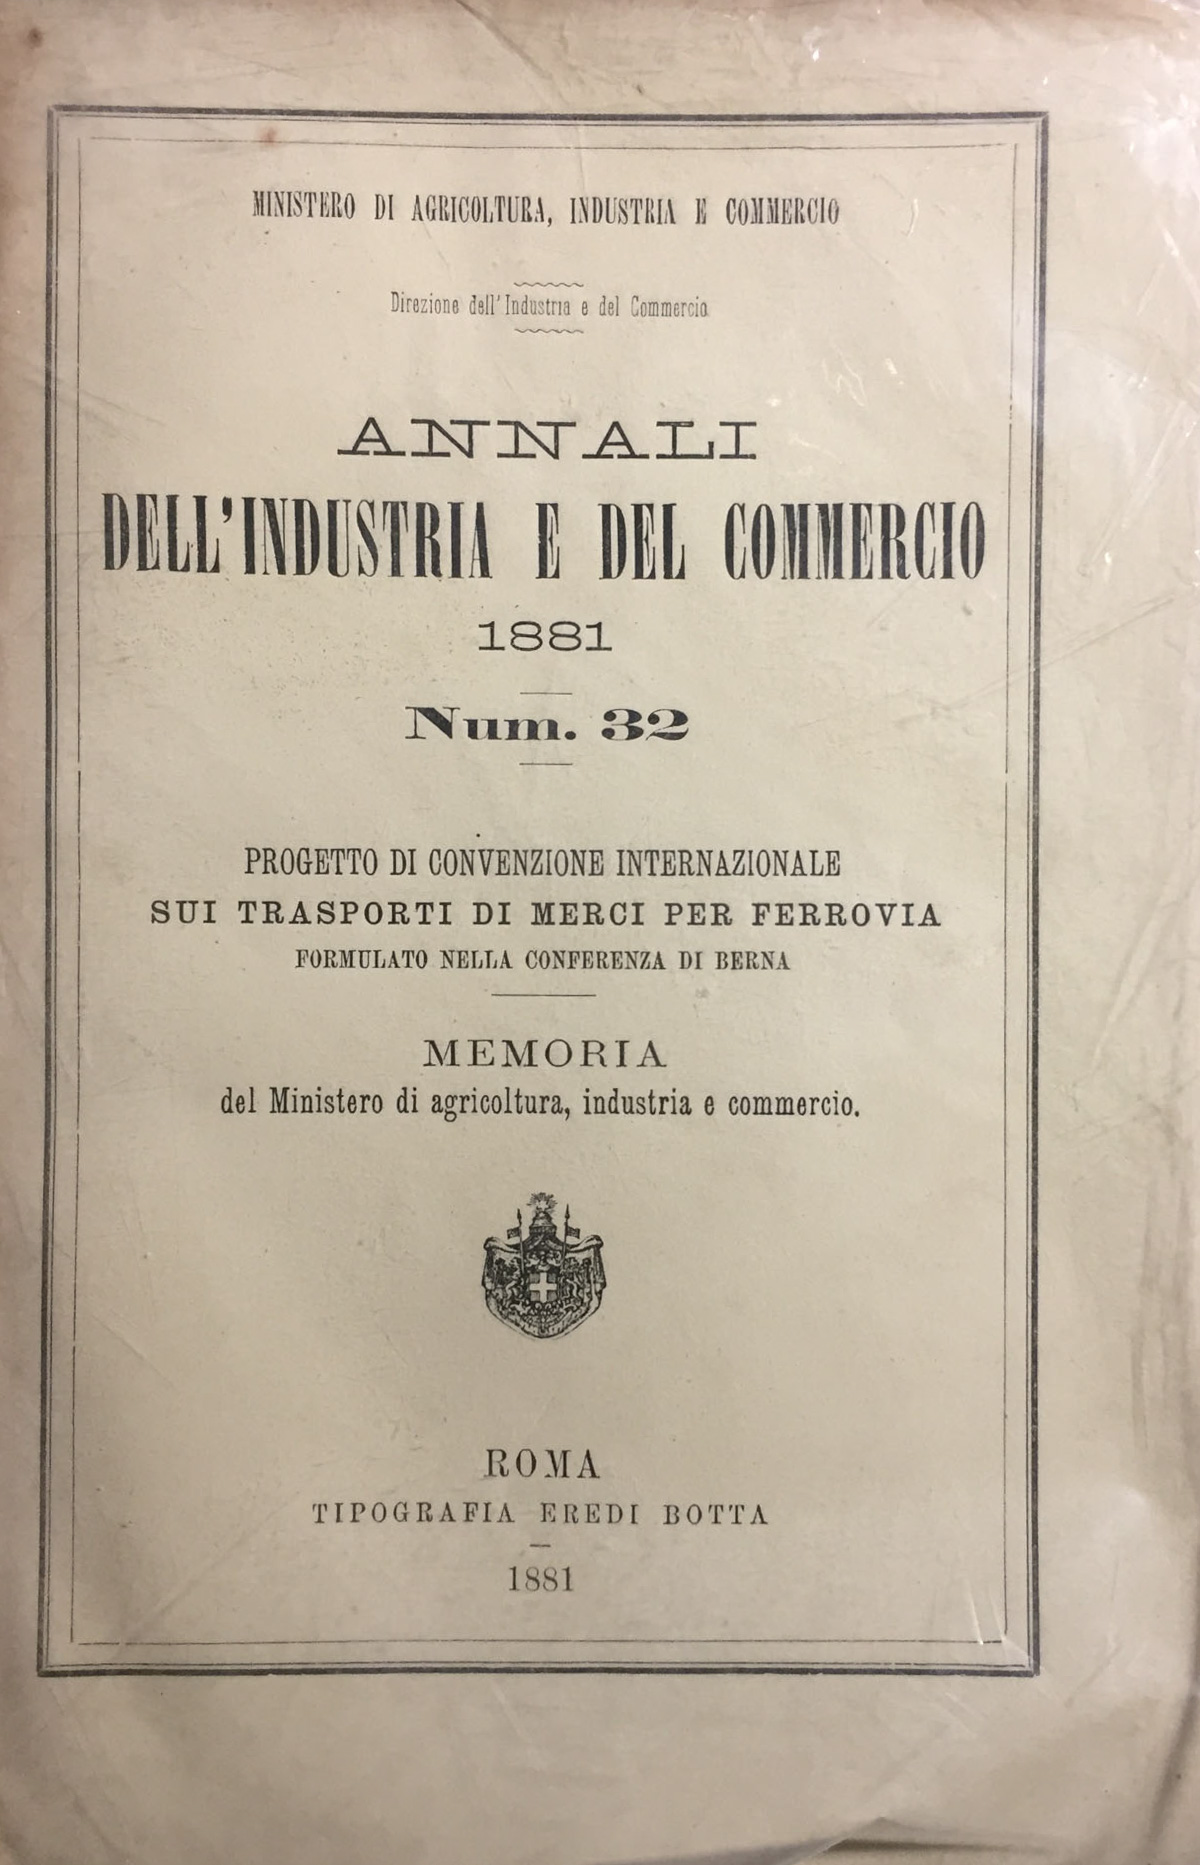 MINISTERO DI AGRICOLTURA, INDUSTRIA E COMMERCIO
Direzione dell'Industria e del Commercio
ANNALI
DELL'INDUSTRIA E DEL COMMERCIO
1881
Num. 32
PROGETTO DI CONVENZIONE INTERNAZIONALE
SUI TRASPORTI DI MERCI PER FERROVIA
FORMULATO NELLA CONFERENZA DI BERNA
MEMORIA
del Ministero di agricoltura, industria e commercio.
ROMA
TIPOGRAFIA EREDI BOTTA
1881